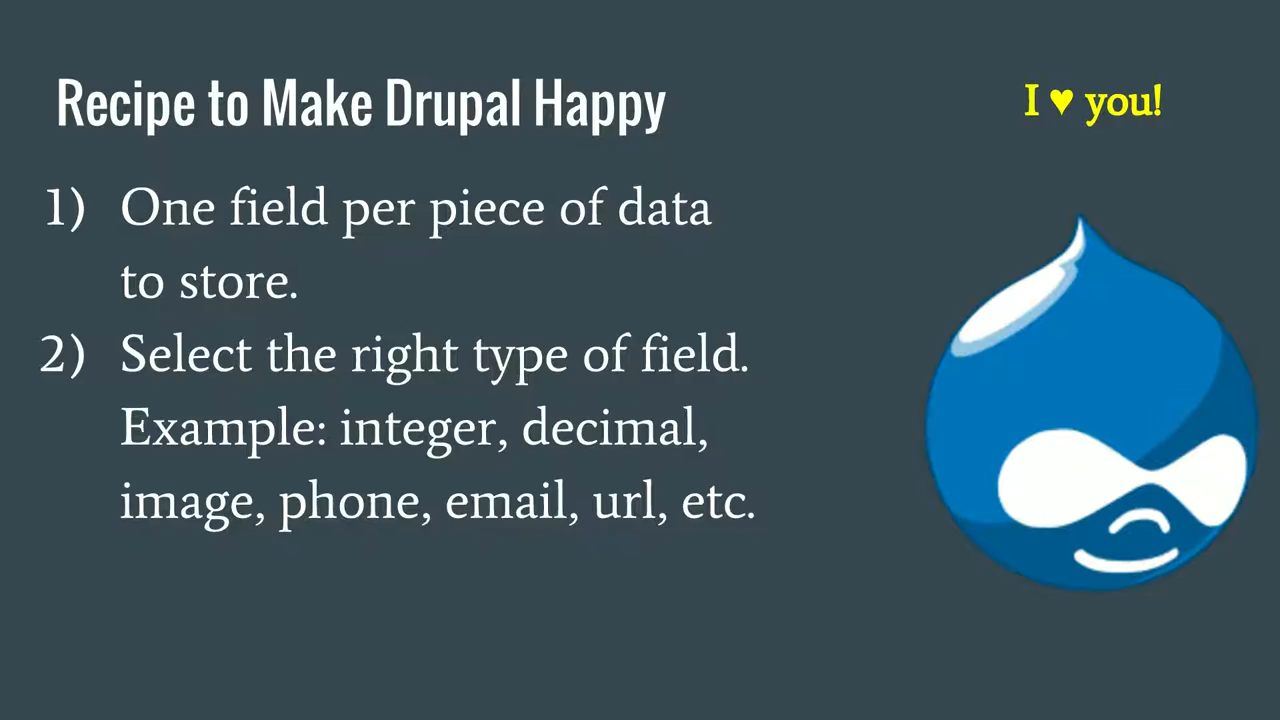 Recipe to Make Drupal Happy
I ♥ you!
1) One field per piece of data
to store.
2) Select the right type of field.
Example: integer, decimal,
image, phone, email, url, etc.